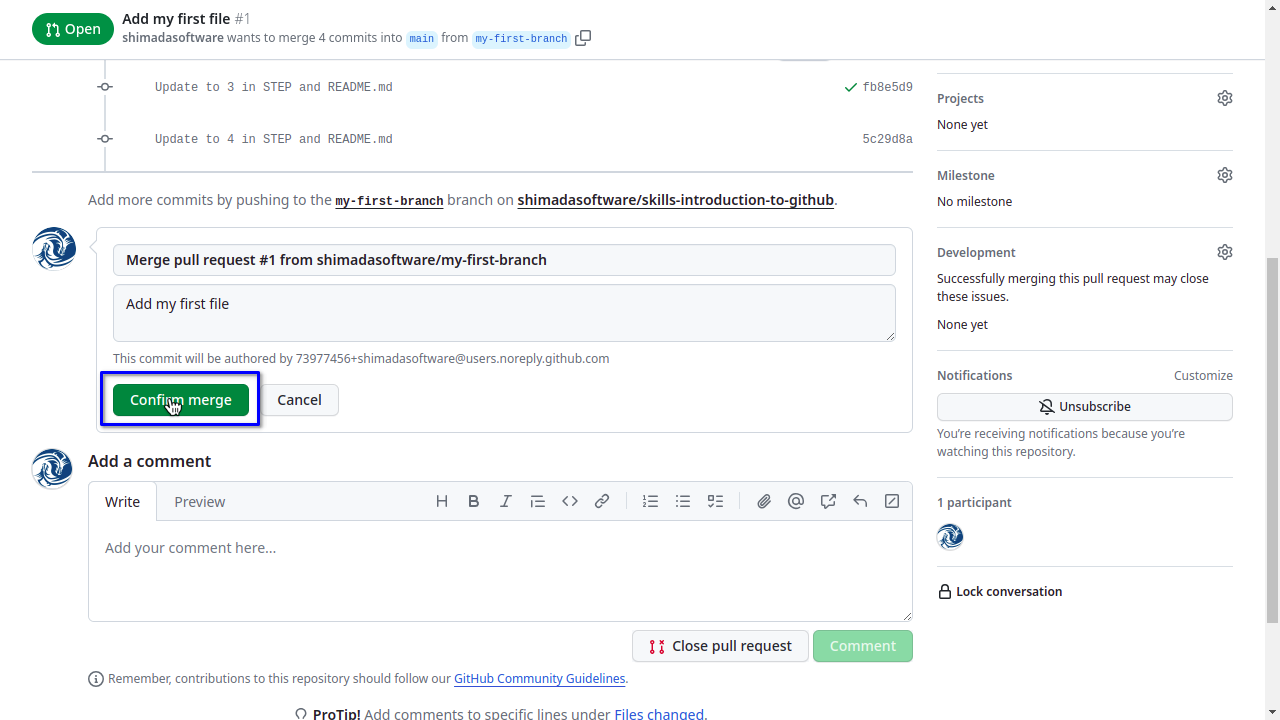 Open
Add my first file #1
shimadasoftware wants to merge 4 commits into main from my-first-branch
Update to 3 in STEP and README.md fb8e5d9
Update to 4 in STEP and README.md 5c29d8a
Add more commits by pushing to the my-first-branch branch on shimadasoftware/skills-introduction-to-github.
Merge pull request #1 from shimadasoftware/my-first-branch
Add my first file
This commit will be authored by 73977456+shimadasoftware@users.noreply.github.com
Confirm merge Cancel
Add a comment
Write Preview
Add your comment here...
Close pull request Comment
Remember, contributions to this repository should follow our GitHub Community Guidelines.
ProTip! Add comments to specific lines under Files changed.
Projects
None yet
Milestone
No milestone
Development
Successfully merging this pull request may close
these issues.
None yet
Notifications Customize
Unsubscribe
You're receiving notifications because you're
watching this repository.
1 participant
Lock conversation